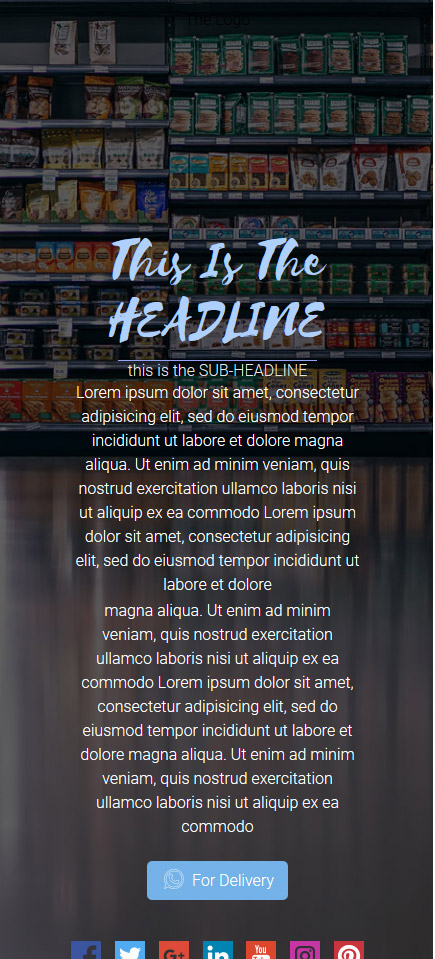 The Logo
This Is The
HEADLINE
this is the SUB-HEADLINE
Lorem ipsum dolor sit amet, consectetur
adipisicing elit, sed do eiusmod tempor
incididunt ut labore et dolore magna
aliqua. Ut enim ad minim veniam, quis
nostrud exercitation ullamco laboris nisi
ut aliquip ex ea commodo Lorem ipsum
dolor sit amet, consectetur adipisicing
elit, sed do eiusmod tempor incididunt ut
labore et dolore
magna aliqua. Ut enim ad minim
veniam, quis nostrud exercitation
ullamco laboris nisi ut aliquip ex ea
commodo Lorem ipsum dolor sit amet,
consectetur adipisicing elit, sed do
eiusmod tempor incididunt ut labore et
dolore magna aliqua. Ut enim ad minim
veniam, quis nostrud exercitation
ullamco laboris nisi ut aliquip ex ea
commodo
For Delivery